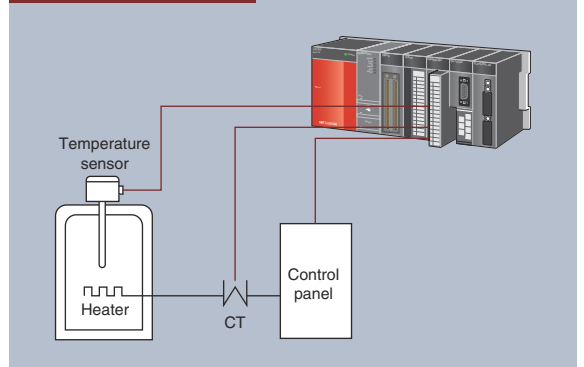 Temperature
sensor
Heater
CT
Control
panel